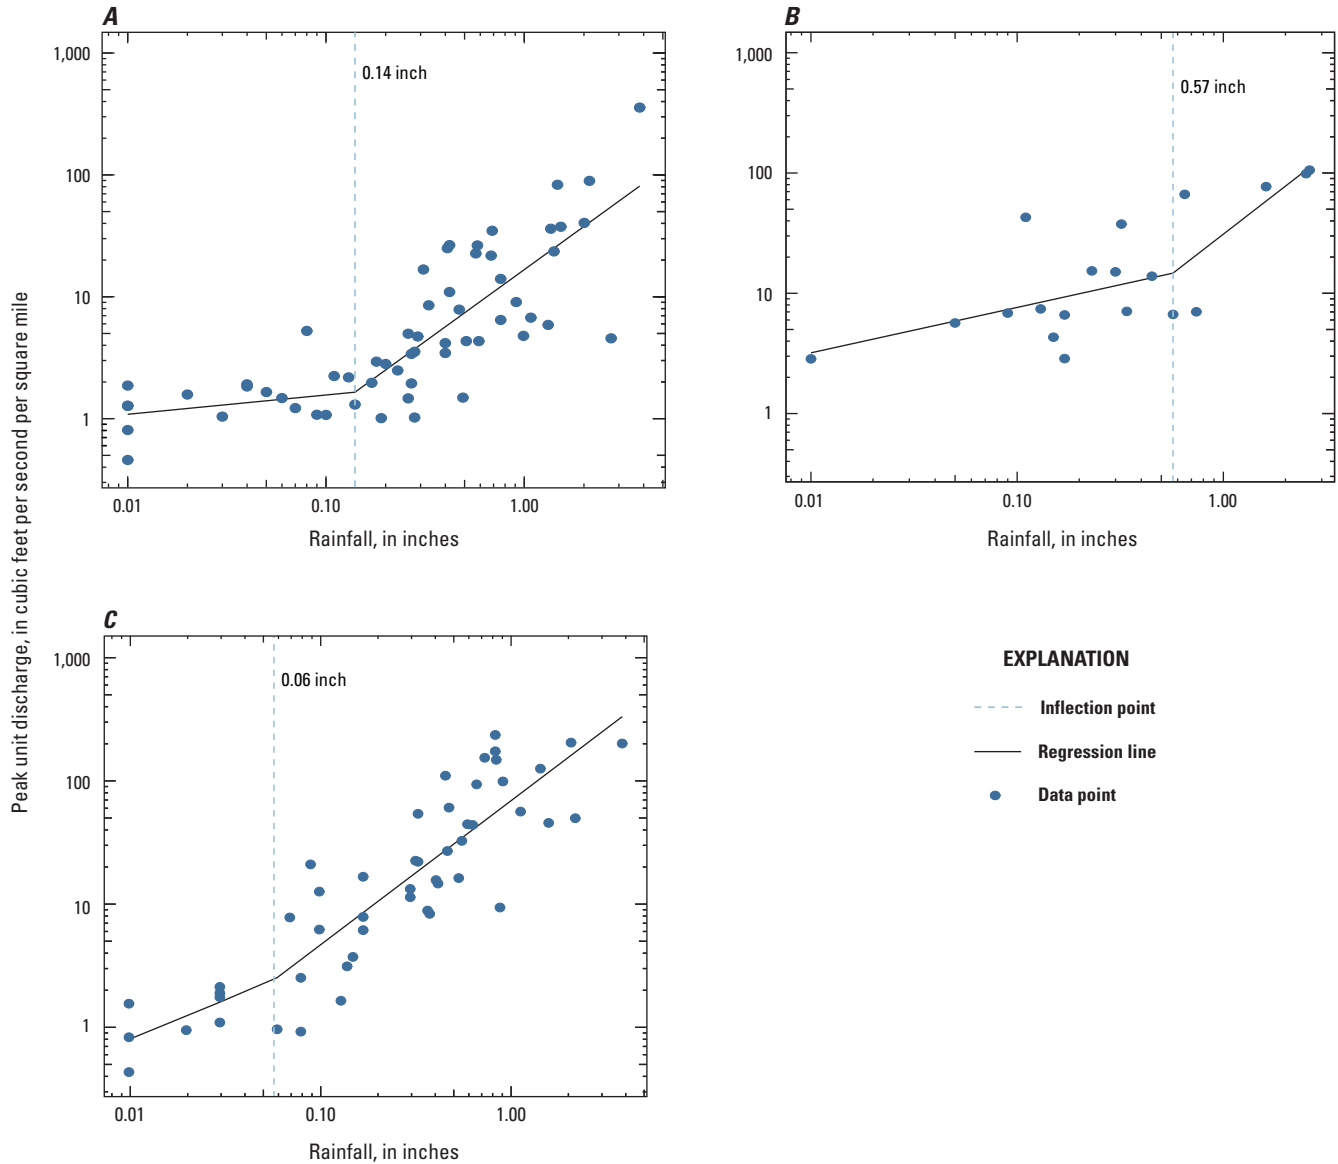 A
1,000
100
10
1
0.14 inch
0.01
0.10
1.00
Rainfall, in inches
B
1,000
100
10
1
0.57 inch
0.01
0.10
1.00
Rainfall, in inches
Peak unit discharge, in cubic feet per second per square mile
C
1,000
100
10
1
0.06 inch
0.01
0.10
1.00
Rainfall, in inches
EXPLANATION
Inflection point
Regression line
Data point